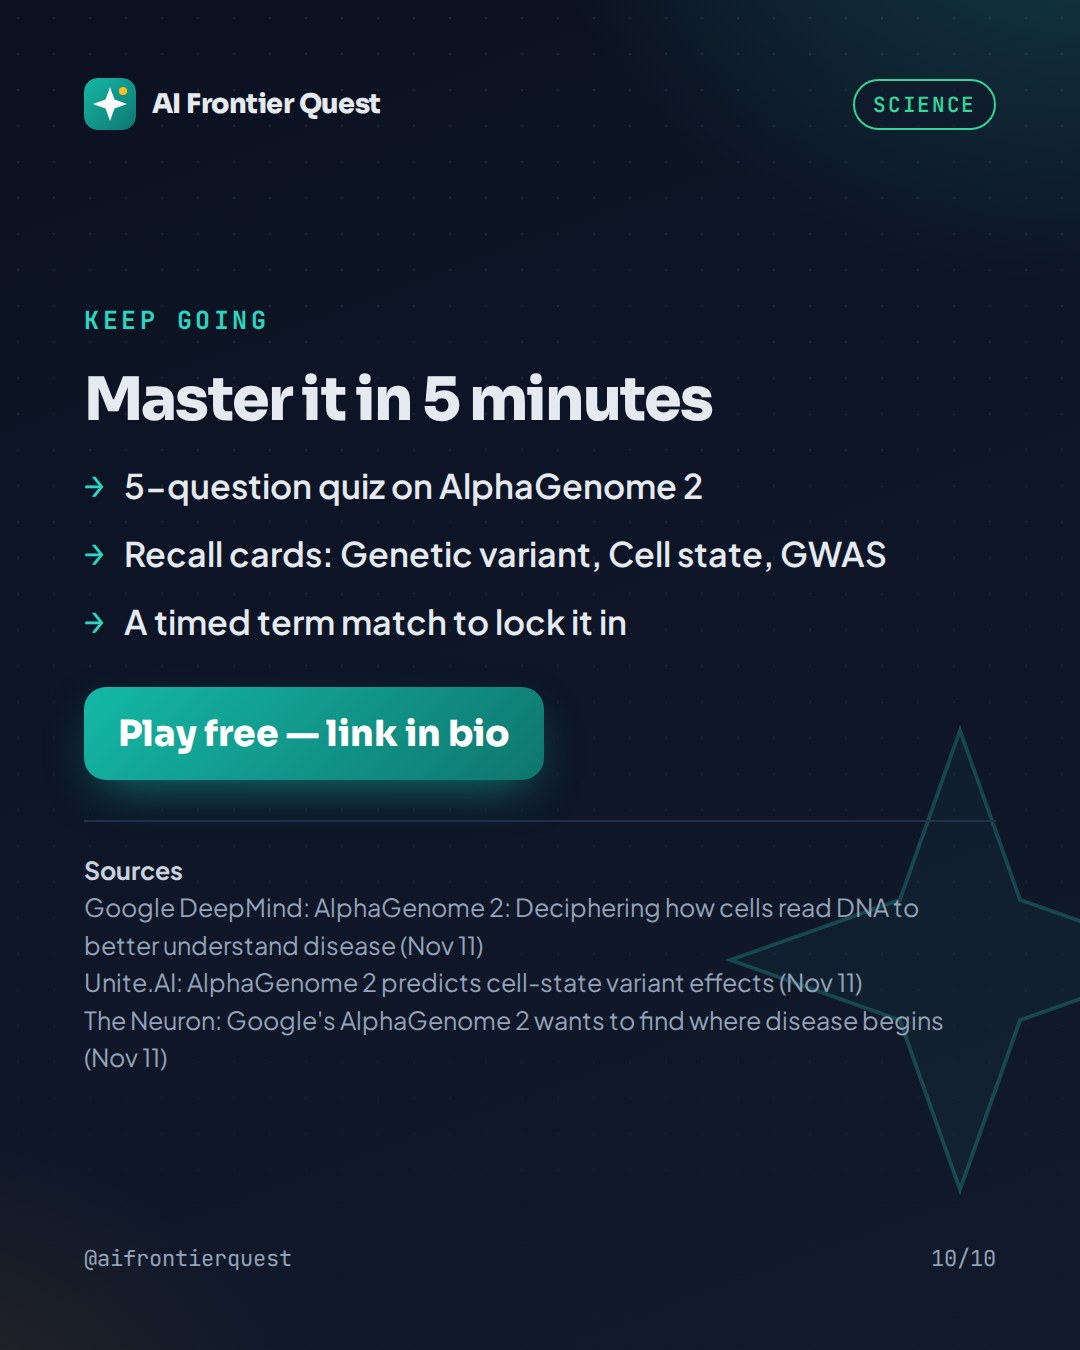 AI Frontier Quest
SCIENCE
KEEP GOING
Master it in 5 minutes
→ 5-question quiz on AlphaGenome 2
→ Recall cards: Genetic variant, Cell state, GWAS
→ A timed term match to lock it in
Play free — link in bio
Sources
Google DeepMind: AlphaGenome 2: Deciphering how cells read DNA to
better understand disease (Nov 11)
Unite.AI: AlphaGenome 2 predicts cell-state variant effects (Nov 11)
The Neuron: Google's AlphaGenome 2 wants to find where disease begins
(Nov 11)
@aifrontierquest
10/10